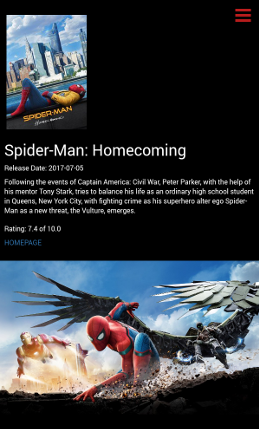 SPIDER-MAN
HOMECOMING
Spider-Man: Homecoming
Release Date: 2017-07-05
Following the events of Captain America: Civil War, Peter Parker, with the help of
his mentor Tony Stark, tries to balance his life as an ordinary high school student
in Queens, New York City, with fighting crime as his superhero alter ego Spider-
Man as a new threat, the Vulture, emerges.
Rating: 7.4 of 10.0
HOMEPAGE